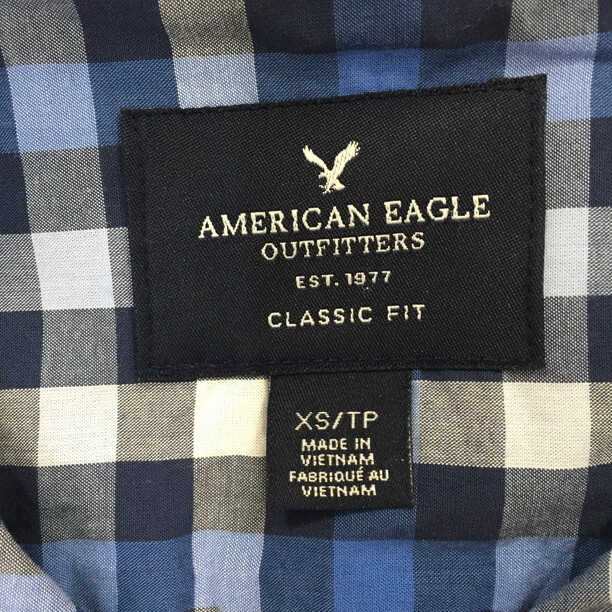 AMERICAN EAGLE
OUTFITTERS
EST. 1977
CLASSIC FIT
XS/TP
MADE IN
VIETNAM
FABRIQUÉ AU
VIETNAM